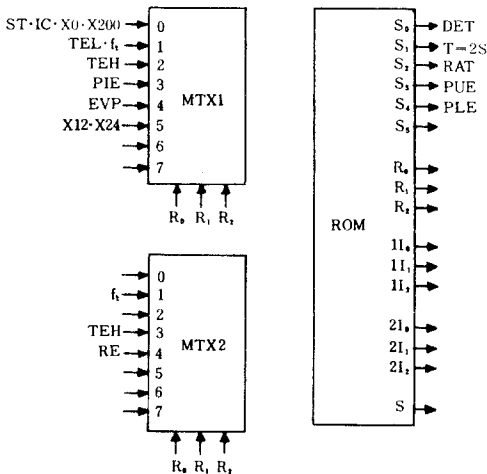 ST·IC·X0·X200 0
TEL·fₜ 1
TEH 2
PIE 3
EVP 4
X12·X24 5
6
7
MTX1
R₀ R₁ R₂
0
fₜ 1
2
TEH 3
RE 4
5
6
7
MTX2
R₀ R₁ R₂
ROM
S₀ DET
S₁ T=2S
S₂ RAT
S₃ PUE
S₄ PLE
S₅
R₀
R₁
R₂
1I₀
1I₁
1I₂
2I₀
2I₁
2I₂
S